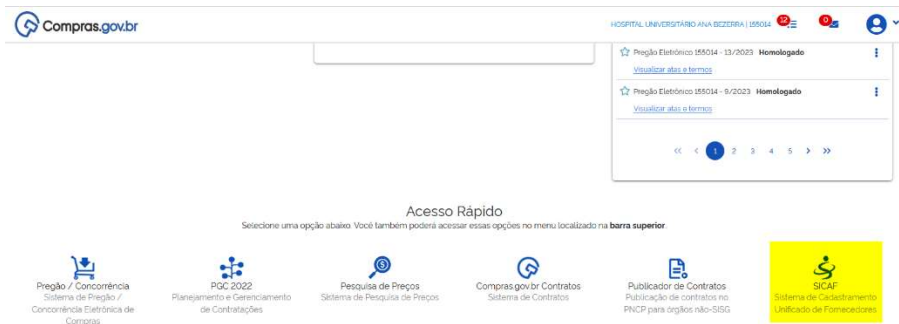 Compras.gov.br
HOSPITAL UNIVERSITÁRIO ANA BEZERRA | 155014
12
0
Pregão Eletrônico 155014 - 13/2023 Homologado
Visualizar atas e termos
Pregão Eletrônico 155014 - 9/2023 Homologado
Visualizar atas e termos
<< < 1 2 3 4 5 > >>
Acesso Rápido
Selecione uma opção abaixo. Você também poderá acessar essas opções no menu localizado na barra superior.
Pregão / Concorrência
Sistema de Pregão /
Concorrência Eletrônica de
Compras
PGC 2022
Planejamento e Gerenciamento
de Contratações
Pesquisa de Preços
Sistema de Pesquisa de Preços
Compras.gov.br Contratos
Sistema de Contratos
Publicador de Contratos
Publicação de contratos no
PNCP para órgãos não-SISG
SICAF
Sistema de Cadastramento
Unificado de Fornecedores